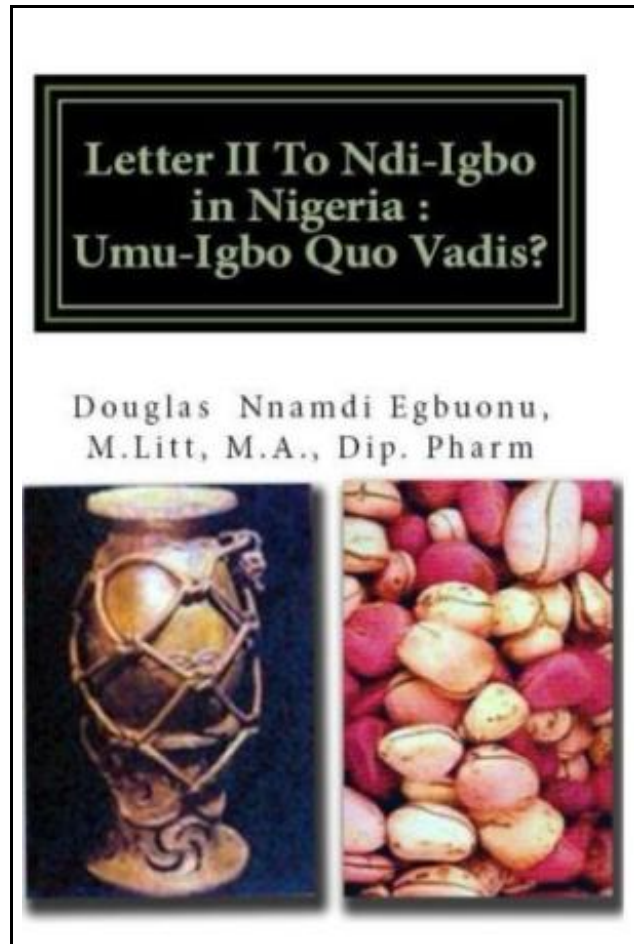 Letter II To Ndi-Igbo
in Nigeria :
Umu-Igbo Quo Vadis?
Douglas Nnamdi Egbuonu,
M.Litt, M.A., Dip. Pharm